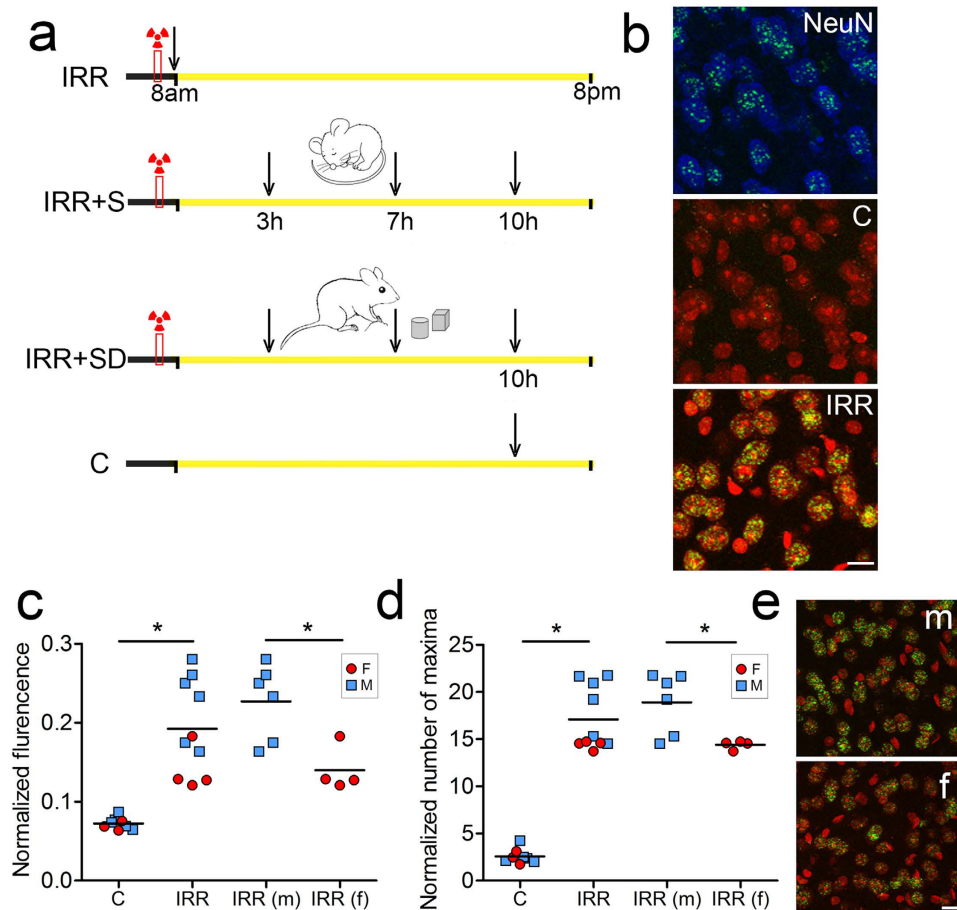 a
IRR
8am
8pm
IRR+S
3h
7h
10h
IRR+SD
10h
C
b
NeuN
C
IRR
c
Normalized flurencence
0.3
0.2
0.1
0.0
*
*
F
M
C
IRR
IRR (m)
IRR (f)
d
Normalized number of maxima
25
20
15
10
5
0
*
*
F
M
C
IRR
IRR (m)
IRR (f)
e
m
f